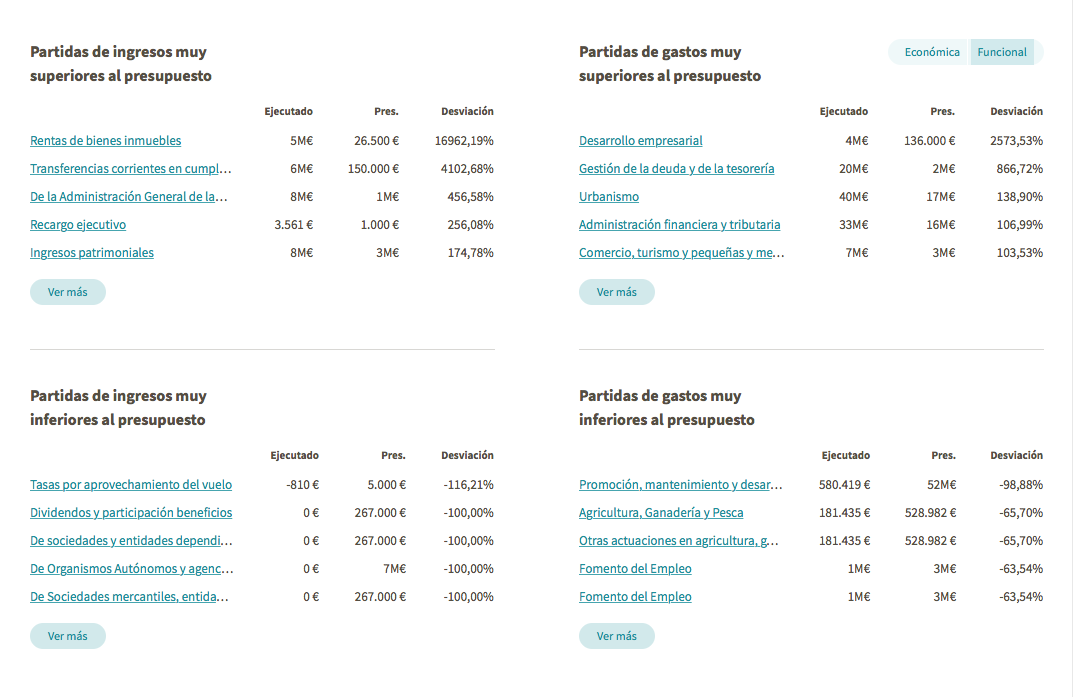 Partidas de ingresos muy
superiores al presupuesto
Ejecutado Pres. Desviación
Rentas de bienes inmuebles 5M€ 26.500 € 16962,19%
Transferencias corrientes en cumpl... 6M€ 150.000 € 4102,68%
De la Administración General de la... 8M€ 1M€ 456,58%
Recargo ejecutivo 3.561 € 1.000 € 256,08%
Ingresos patrimoniales 8M€ 3M€ 174,78%
Ver más
Partidas de gastos muy
superiores al presupuesto
Económica Funcional
Ejecutado Pres. Desviación
Desarrollo empresarial 4M€ 136.000 € 2573,53%
Gestión de la deuda y de la tesorería 20M€ 2M€ 866,72%
Urbanismo 40M€ 17M€ 138,90%
Administración financiera y tributaria 33M€ 16M€ 106,99%
Comercio, turismo y pequeñas y me... 7M€ 3M€ 103,53%
Ver más
Partidas de ingresos muy
inferiores al presupuesto
Ejecutado Pres. Desviación
Tasas por aprovechamiento del vuelo -810 € 5.000 € -116,21%
Dividendos y participación beneficios 0 € 267.000 € -100,00%
De sociedades y entidades dependi... 0 € 267.000 € -100,00%
De Organismos Autónomos y agenc... 0 € 7M€ -100,00%
De Sociedades mercantiles, entida... 0 € 267.000 € -100,00%
Ver más
Partidas de gastos muy
inferiores al presupuesto
Ejecutado Pres. Desviación
Promoción, mantenimiento y desar... 580.419 € 52M€ -98,88%
Agricultura, Ganadería y Pesca 181.435 € 528.982 € -65,70%
Otras actuaciones en agricultura, g... 181.435 € 528.982 € -65,70%
Fomento del Empleo 1M€ 3M€ -63,54%
Fomento del Empleo 1M€ 3M€ -63,54%
Ver más